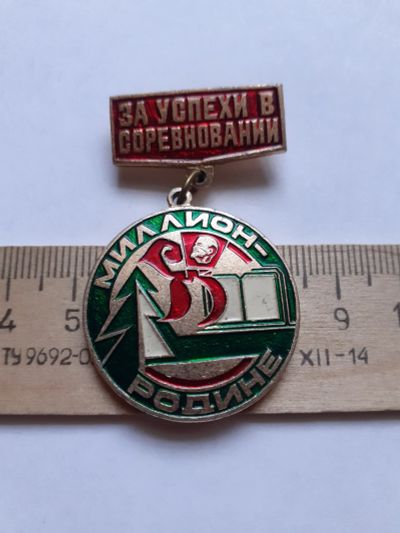 ЗА УСПЕХИ В
СОРЕВНОВАНИИ
МИЛЛИОН-
РОДИНЕ
4 5 9
ТУ 9692-0 XII-14